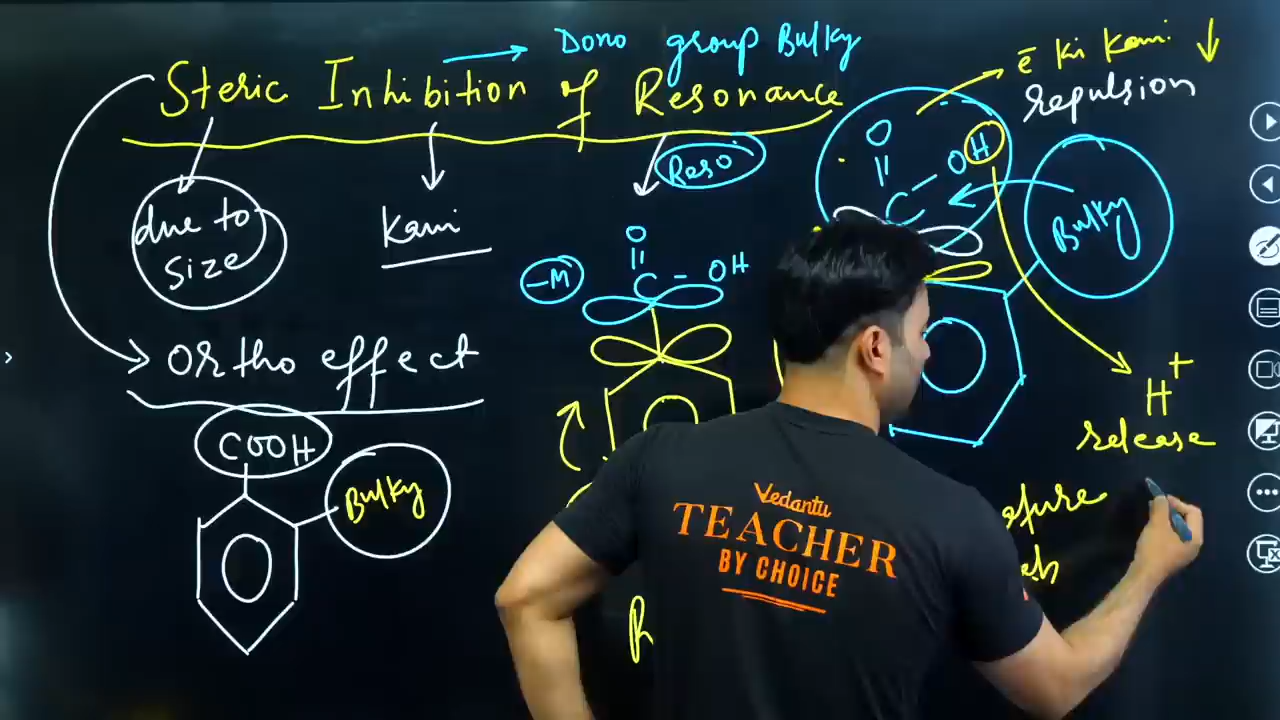 Dono group Bulky
Steric Inhibition of Resonance
ē ki kami ↓
repulsion
due to size
Kami
Reso
O
||
C - OH
-M
O
||
C - OH
Bulky
Ortho effect
COOH
Bulky
H+
release
Vedantu
TEACHER
BY CHOICE
R